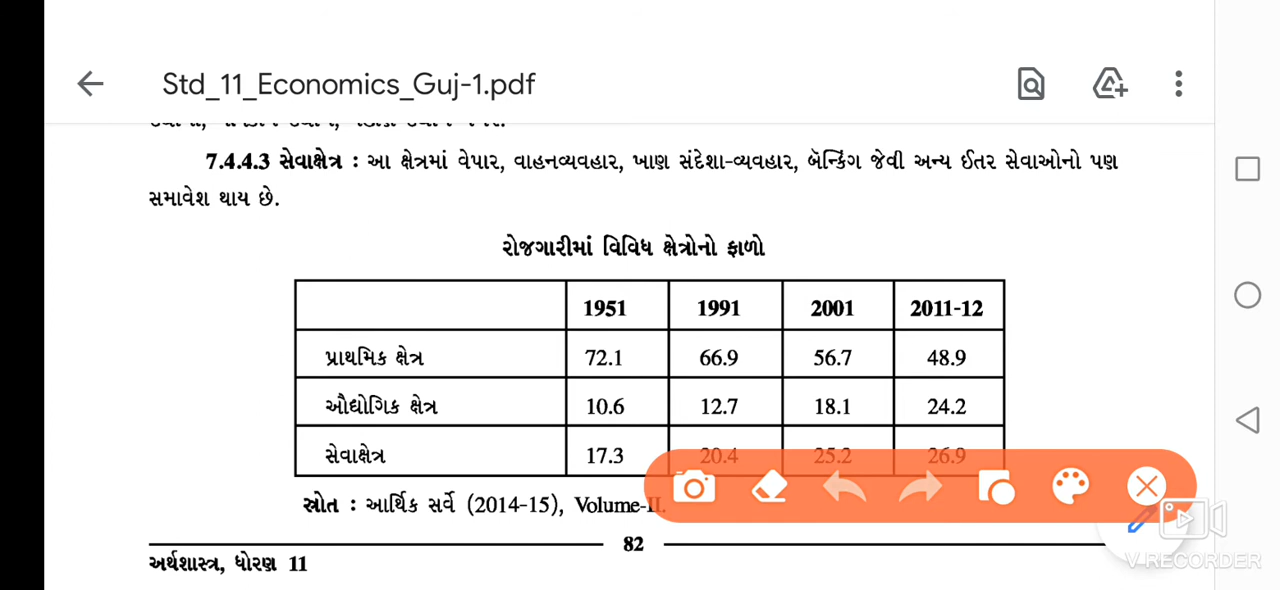 Std_11_Economics_Guj-1.pdf
7.4.4.3 સેવાક્ષેત્ર : આ ક્ષેત્રમાં વેપાર, વાહનવ્યવહાર, ખાણ સંદેશા-વ્યવહાર, બૅન્કિંગ જેવી અન્ય ઈતર સેવાઓનો પણ
સમાવેશ થાય છે.
રોજગારીમાં વિવિધ ક્ષેત્રોનો ફાળો
1951 1991 2001 2011-12
પ્રાથમિક ક્ષેત્ર 72.1 66.9 56.7 48.9
ઔદ્યોગિક ક્ષેત્ર 10.6 12.7 18.1 24.2
સેવાક્ષેત્ર 17.3 20.4 25.2 26.9
સ્રોત : આર્થિક સર્વે (2014-15), Volume-II.
82
અર્થશાસ્ત્ર, ધોરણ 11
V RECORDER